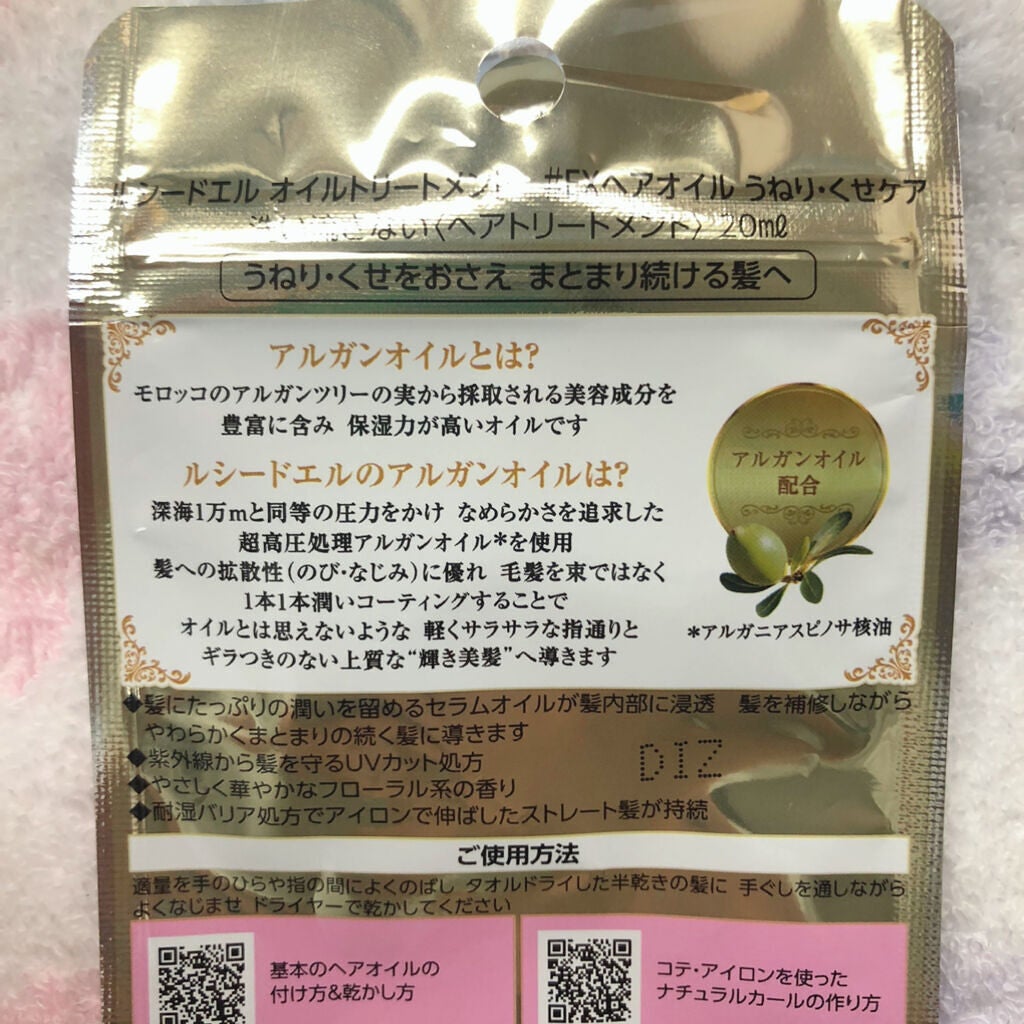 ルシードエル オイルトリートメント #EXヘアオイル うねり・くせケア
洗い流さない〈ヘアトリートメント〉 20mℓ
うねり・くせをおさえ まとまり続ける髪へ
アルガンオイルとは?
モロッコのアルガンツリーの実から採取される美容成分を
豊富に含み 保湿力が高いオイルです
ルシードエルのアルガンオイルは?
深海1万mと同等の圧力をかけ なめらかさを追求した
超高圧処理アルガンオイル*を使用
髪への拡散性(のび・なじみ)に優れ 毛髪を束ではなく
1本1本潤いコーティングすることで
オイルとは思えないような 軽くサラサラな指通りと
ギラつきのない上質な“輝き美髪”へ導きます
アルガンオイル
配合
*アルガニアスピノサ核油
◆髪にたっぷりの潤いを留めるセラムオイルが髪内部に浸透 髪を補修しながら
やわらかくまとまりの続く髪に導きます
◆紫外線から髪を守るUVカット処方
◆やさしく華やかなフローラル系の香り
◆耐湿バリア処方でアイロンで伸ばしたストレート髪が持続
DIZ
ご使用方法
適量を手のひらや指の間によくのばし タオルドライした半乾きの髪に 手ぐしを通しながら
よくなじませ ドライヤーで乾かしてください
基本のヘアオイルの
付け方&乾かし方
コテ・アイロンを使った
ナチュラルカールの作り方